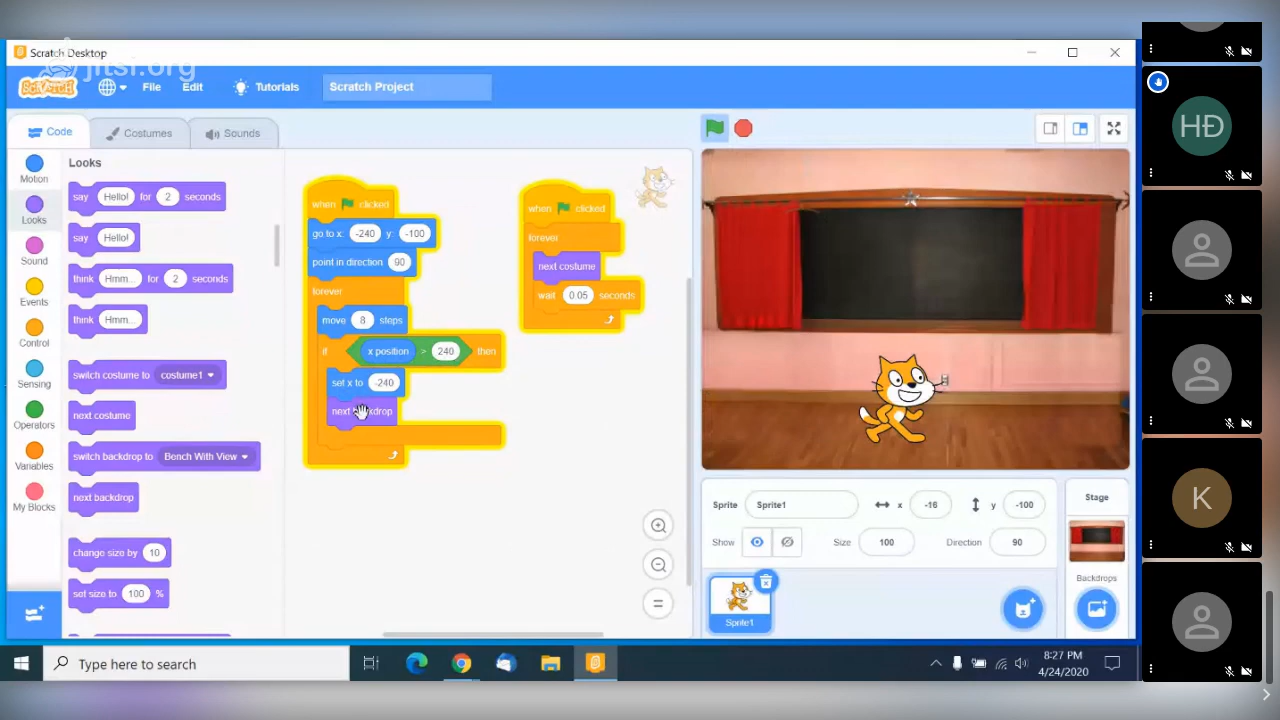 Scratch Desktop
jitsi.org
SCRATCH
File
Edit
Tutorials
Scratch Project
Code
Costumes
Sounds
Motion
Looks
Sound
Events
Control
Sensing
Operators
Variables
My Blocks
Looks
say Hello! for 2 seconds
say Hello!
think Hmm... for 2 seconds
think Hmm...
switch costume to costume1
next costume
switch backdrop to Bench With View
next backdrop
change size by 10
set size to 100 %
when clicked
go to x: -240 y: -100
point in direction 90
forever
move 8 steps
if x position > 240 then
set x to -240
next backdrop
when clicked
forever
next costume
wait 0.05 seconds
Sprite
Sprite1
x
-16
y
-100
Show
Size
100
Direction
90
Sprite1
Stage
Backdrops
HĐ
K
Type here to search
8:27 PM
4/24/2020